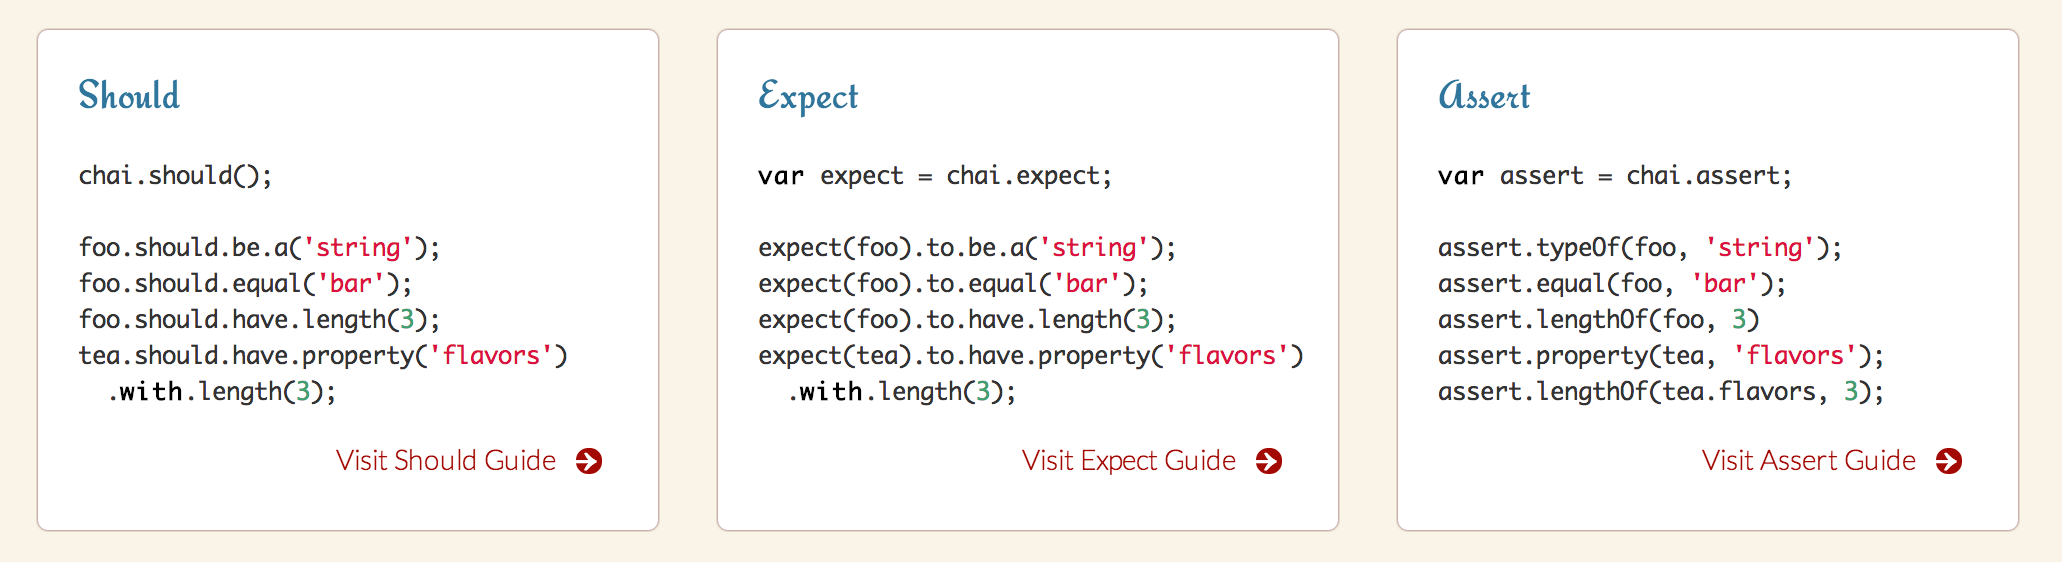 Should
chai.should();
foo.should.be.a('string');
foo.should.equal('bar');
foo.should.have.length(3);
tea.should.have.property('flavors')
  .with.length(3);
Visit Should Guide
Expect
var expect = chai.expect;
expect(foo).to.be.a('string');
expect(foo).to.equal('bar');
expect(foo).to.have.length(3);
expect(tea).to.have.property('flavors')
  .with.length(3);
Visit Expect Guide
Assert
var assert = chai.assert;
assert.typeOf(foo, 'string');
assert.equal(foo, 'bar');
assert.lengthOf(foo, 3)
assert.property(tea, 'flavors');
assert.lengthOf(tea.flavors, 3);
Visit Assert Guide